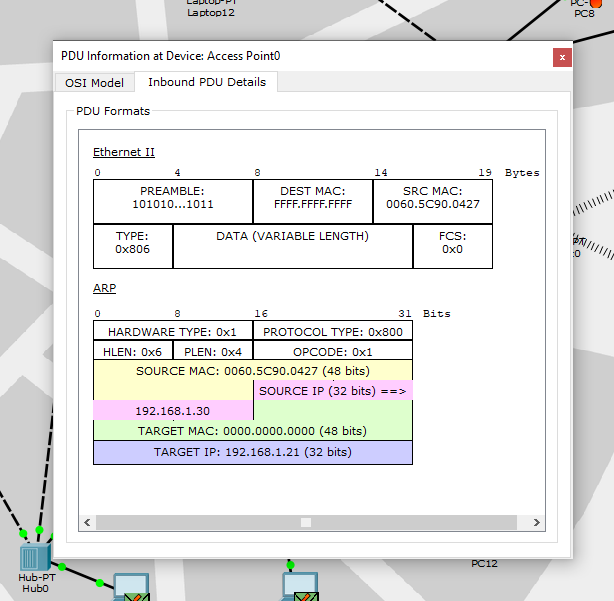 Laptop-PT
Laptop12
PC-
PC8
PDU Information at Device: Access Point0
x
OSI Model
Inbound PDU Details
PDU Formats
Ethernet II
0 4 8 14 19 Bytes
PREAMBLE: DEST MAC: SRC MAC:
101010...1011 FFFF.FFFF.FFFF 0060.5C90.0427
TYPE: DATA (VARIABLE LENGTH) FCS:
0x806 0x0
ARP
0 8 16 31 Bits
HARDWARE TYPE: 0x1 PROTOCOL TYPE: 0x800
HLEN: 0x6 PLEN: 0x4 OPCODE: 0x1
SOURCE MAC: 0060.5C90.0427 (48 bits)
SOURCE IP (32 bits) ==>
192.168.1.30
TARGET MAC: 0000.0000.0000 (48 bits)
TARGET IP: 192.168.1.21 (32 bits)
Hub-PT
Hub0
PC12